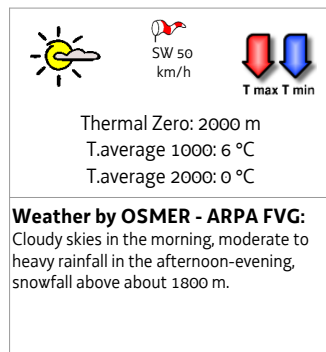 SW 50
km/h
T max T min
Thermal Zero: 2000 m
T.average 1000: 6 °C
T.average 2000: 0 °C
Weather by OSMER - ARPA FVG:
Cloudy skies in the morning, moderate to
heavy rainfall in the afternoon-evening,
snowfall above about 1800 m.